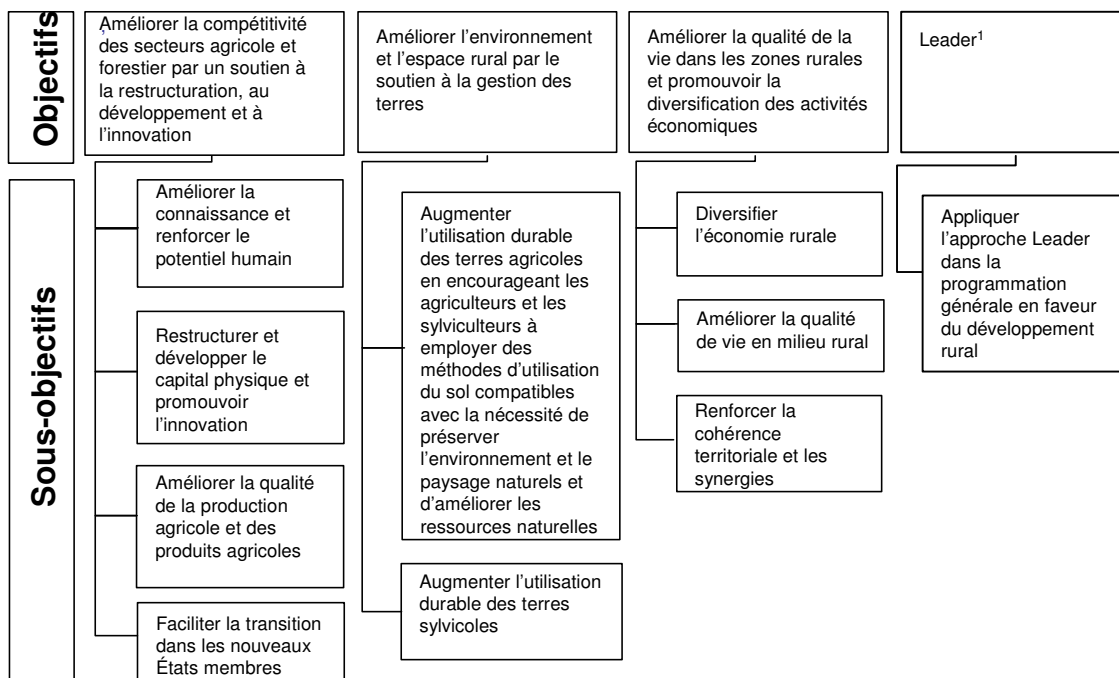 Objectifs
Améliorer la compétitivité
des secteurs agricole et
forestier par un soutien à
la restructuration, au
développement et à
l'innovation
Améliorer l'environnement
et l'espace rural par le
soutien à la gestion des
terres
Améliorer la qualité de la
vie dans les zones rurales
et promouvoir la
diversification des activités
économiques
Leader¹
Sous-objectifs
Améliorer la
connaissance et
renforcer le
potentiel humain
Restructurer et
développer le
capital physique et
promouvoir
l'innovation
Améliorer la qualité
de la production
agricole et des
produits agricoles
Faciliter la transition
dans les nouveaux
États membres
Augmenter
l'utilisation durable
des terres agricoles
en encourageant les
agriculteurs et les
sylviculteurs à
employer des
méthodes d'utilisation
du sol compatibles
avec la nécessité de
préserver
l'environnement et le
paysage naturels et
d'améliorer les
ressources naturelles
Augmenter l'utilisation
durable des terres
sylvicoles
Diversifier
l'économie rurale
Améliorer la qualité
de vie en milieu rural
Renforcer la
cohérence
territoriale et les
synergies
Appliquer
l'approche Leader
dans la
programmation
générale en faveur
du développement
rural